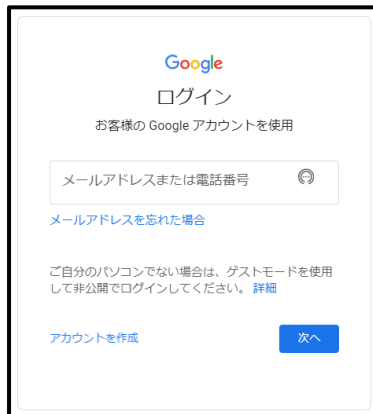 Google
ログイン
お客様の Google アカウントを使用
メールアドレスまたは電話番号
メールアドレスを忘れた場合
ご自分のパソコンでない場合は、ゲストモードを使用
して非公開でログインしてください。 詳細
アカウントを作成
次へ